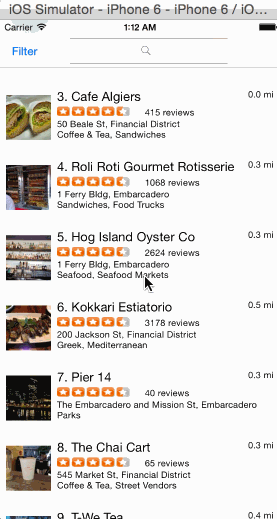 iOS Simulator - iPhone 6 - iPhone 6 / iO...
Carrier 1:12 AM
Filter
3. Cafe Algiers 0.0 mi
415 reviews
50 Beale St, Financial District
Coffee & Tea, Sandwiches
4. Roli Roti Gourmet Rotisserie 0.3 mi
1068 reviews
1 Ferry Bldg, Embarcadero
Sandwiches, Food Trucks
5. Hog Island Oyster Co 0.3 mi
2624 reviews
1 Ferry Bldg, Embarcadero
Seafood, Seafood Markets
6. Kokkari Estiatorio 0.5 mi
3178 reviews
200 Jackson St, Financial District
Greek, Mediterranean
7. Pier 14 0.3 mi
40 reviews
The Embarcadero and Mission St, Embarcadero
Parks
8. The Chai Cart 0.3 mi
65 reviews
545 Market St, Financial District
Coffee & Tea, Street Vendors
9. T-We Tea 0.4 mi